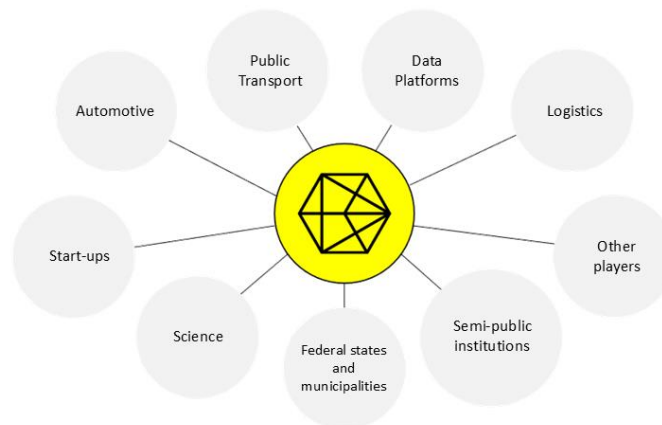 Public
Transport
Data
Platforms
Automotive
Logistics
Start-ups
Other
players
Science
Federal states
and
municipalities
Semi-public
institutions